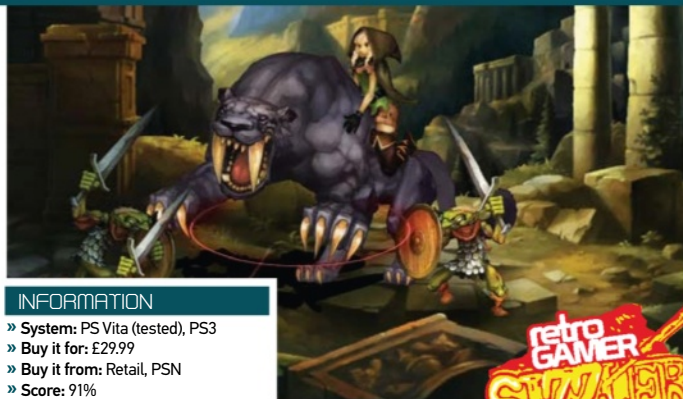 INFORMATION
» System: PS Vita (tested), PS3
» Buy it for: £29.99
» Buy it from: Retail, PSN
» Score: 91%
retro
GAMER
SIZZLER